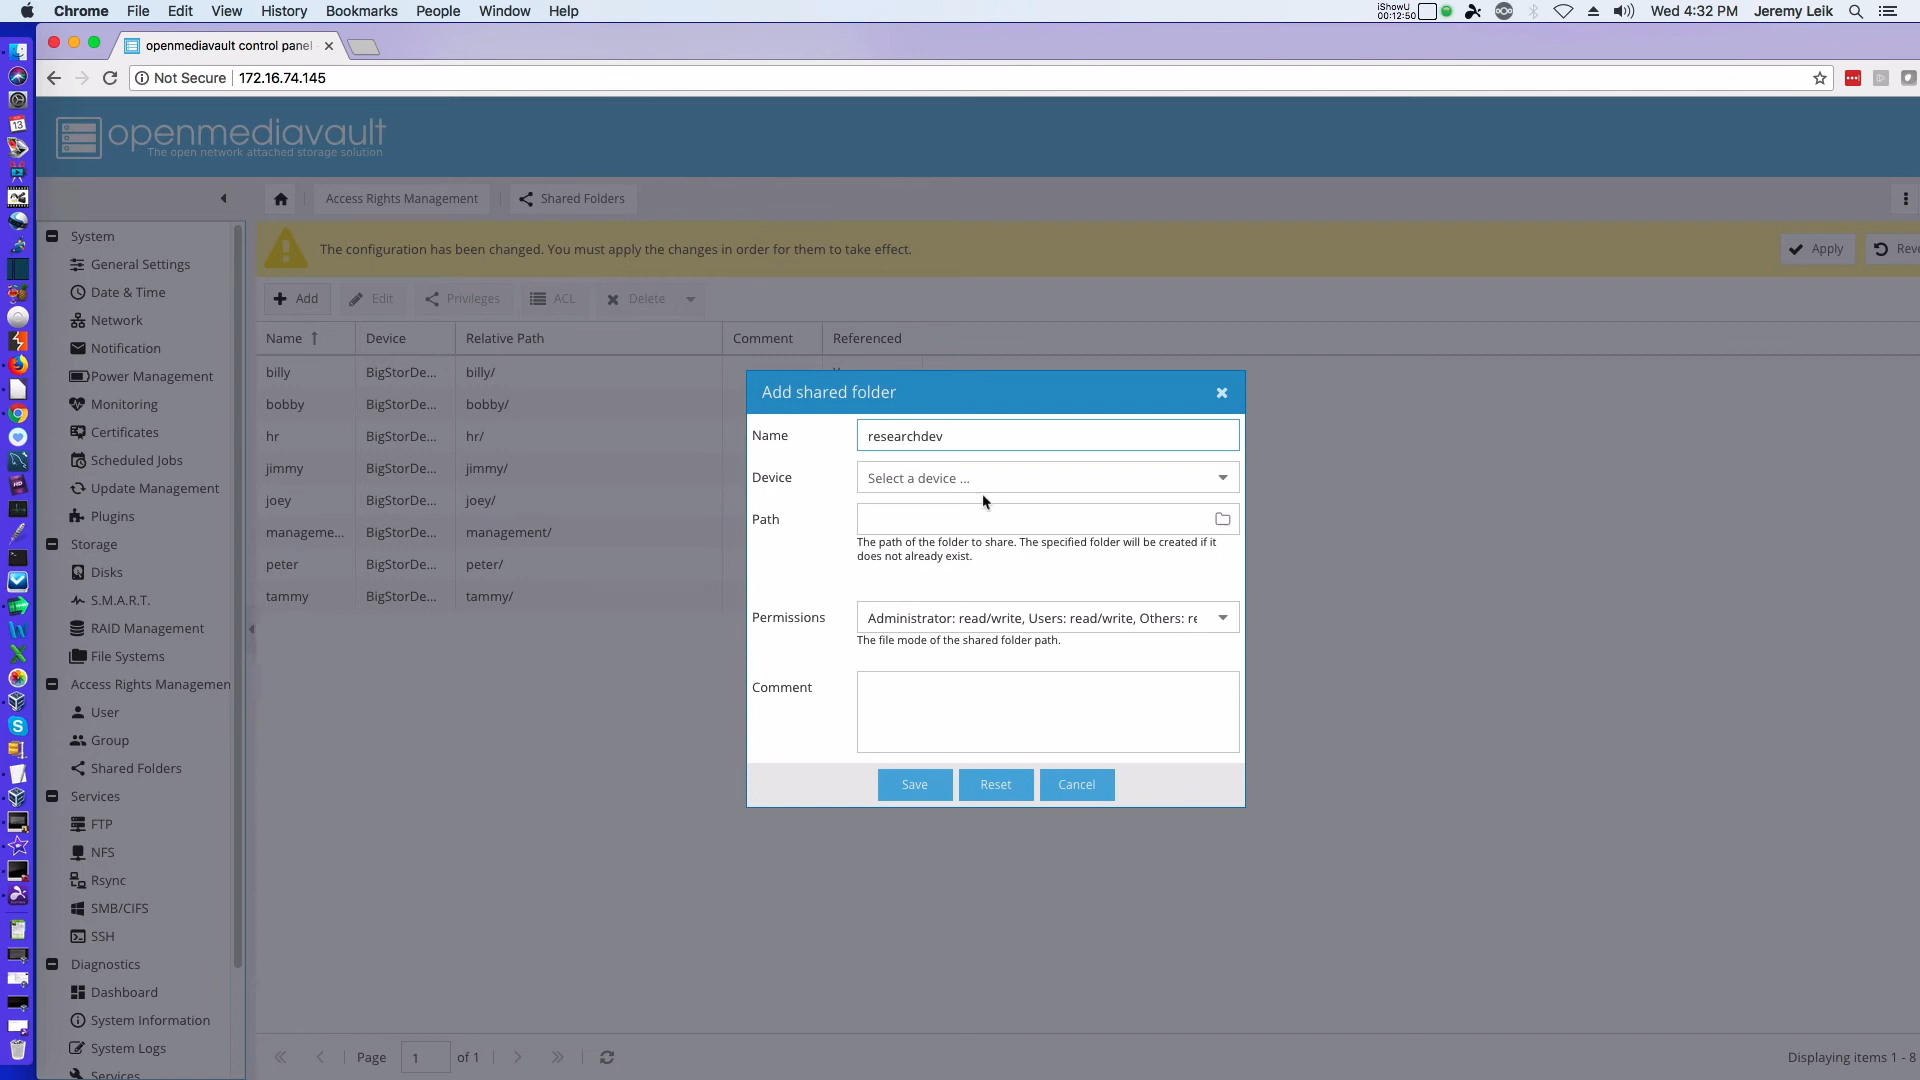 Chrome File Edit View History Bookmarks People Window Help
iShowU
00:12:50
Wed 4:32 PM Jeremy Leik
openmediavault control panel
Not Secure 172.16.74.145
openmediavault
The open network attached storage solution
Access Rights Management Shared Folders
System
General Settings
Date & Time
Network
Notification
Power Management
Monitoring
Certificates
Scheduled Jobs
Update Management
Plugins
Storage
Disks
S.M.A.R.T.
RAID Management
File Systems
Access Rights Managemen
User
Group
Shared Folders
Services
FTP
NFS
Rsync
SMB/CIFS
SSH
Diagnostics
Dashboard
System Information
System Logs
Services
The configuration has been changed. You must apply the changes in order for them to take effect.
Apply Reve
Add Edit Privileges ACL Delete
Name Device Relative Path Comment Referenced
billy BigStorDe... billy/
bobby BigStorDe... bobby/
hr BigStorDe... hr/
jimmy BigStorDe... jimmy/
joey BigStorDe... joey/
manageme... BigStorDe... management/
peter BigStorDe... peter/
tammy BigStorDe... tammy/
Add shared folder
Name researchdev
Device Select a device ...
Path
The path of the folder to share. The specified folder will be created if it
does not already exist.
Permissions Administrator: read/write, Users: read/write, Others: re
The file mode of the shared folder path.
Comment
Save Reset Cancel
Page 1 of 1
Displaying items 1 - 8